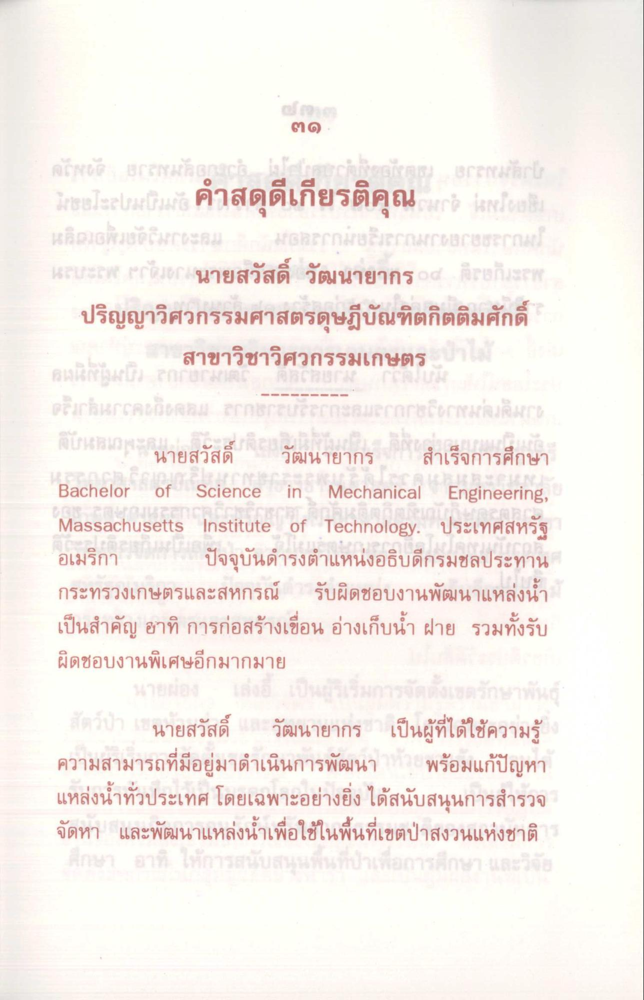 ๓๑
คำสดุดีเกียรติคุณ
นายสวัสดิ์ วัฒนายากร
ปริญญาวิศวกรรมศาสตรดุษฎีบัณฑิตกิตติมศักดิ์
สาขาวิชาวิศวกรรมเกษตร
---------
นายสวัสดิ์ วัฒนายากร สำเร็จการศึกษา
Bachelor of Science in Mechanical Engineering,
Massachusetts Institute of Technology. ประเทศสหรัฐ
อเมริกา ปัจจุบันดำรงตำแหน่งอธิบดีกรมชลประทาน
กระทรวงเกษตรและสหกรณ์ รับผิดชอบงานพัฒนาแหล่งน้ำ
เป็นสำคัญ อาทิ การก่อสร้างเขื่อน อ่างเก็บน้ำ ฝาย รวมทั้งรับ
ผิดชอบงานพิเศษอีกมากมาย
นายสวัสดิ์ วัฒนายากร เป็นผู้ที่ได้ใช้ความรู้
ความสามารถที่มีอยู่มาดำเนินการพัฒนา พร้อมแก้ปัญหา
แหล่งน้ำทั่วประเทศ โดยเฉพาะอย่างยิ่ง ได้สนับสนุนการสำรวจ
จัดหา และพัฒนาแหล่งน้ำเพื่อใช้ในพื้นที่เขตป่าสงวนแห่งชาติ